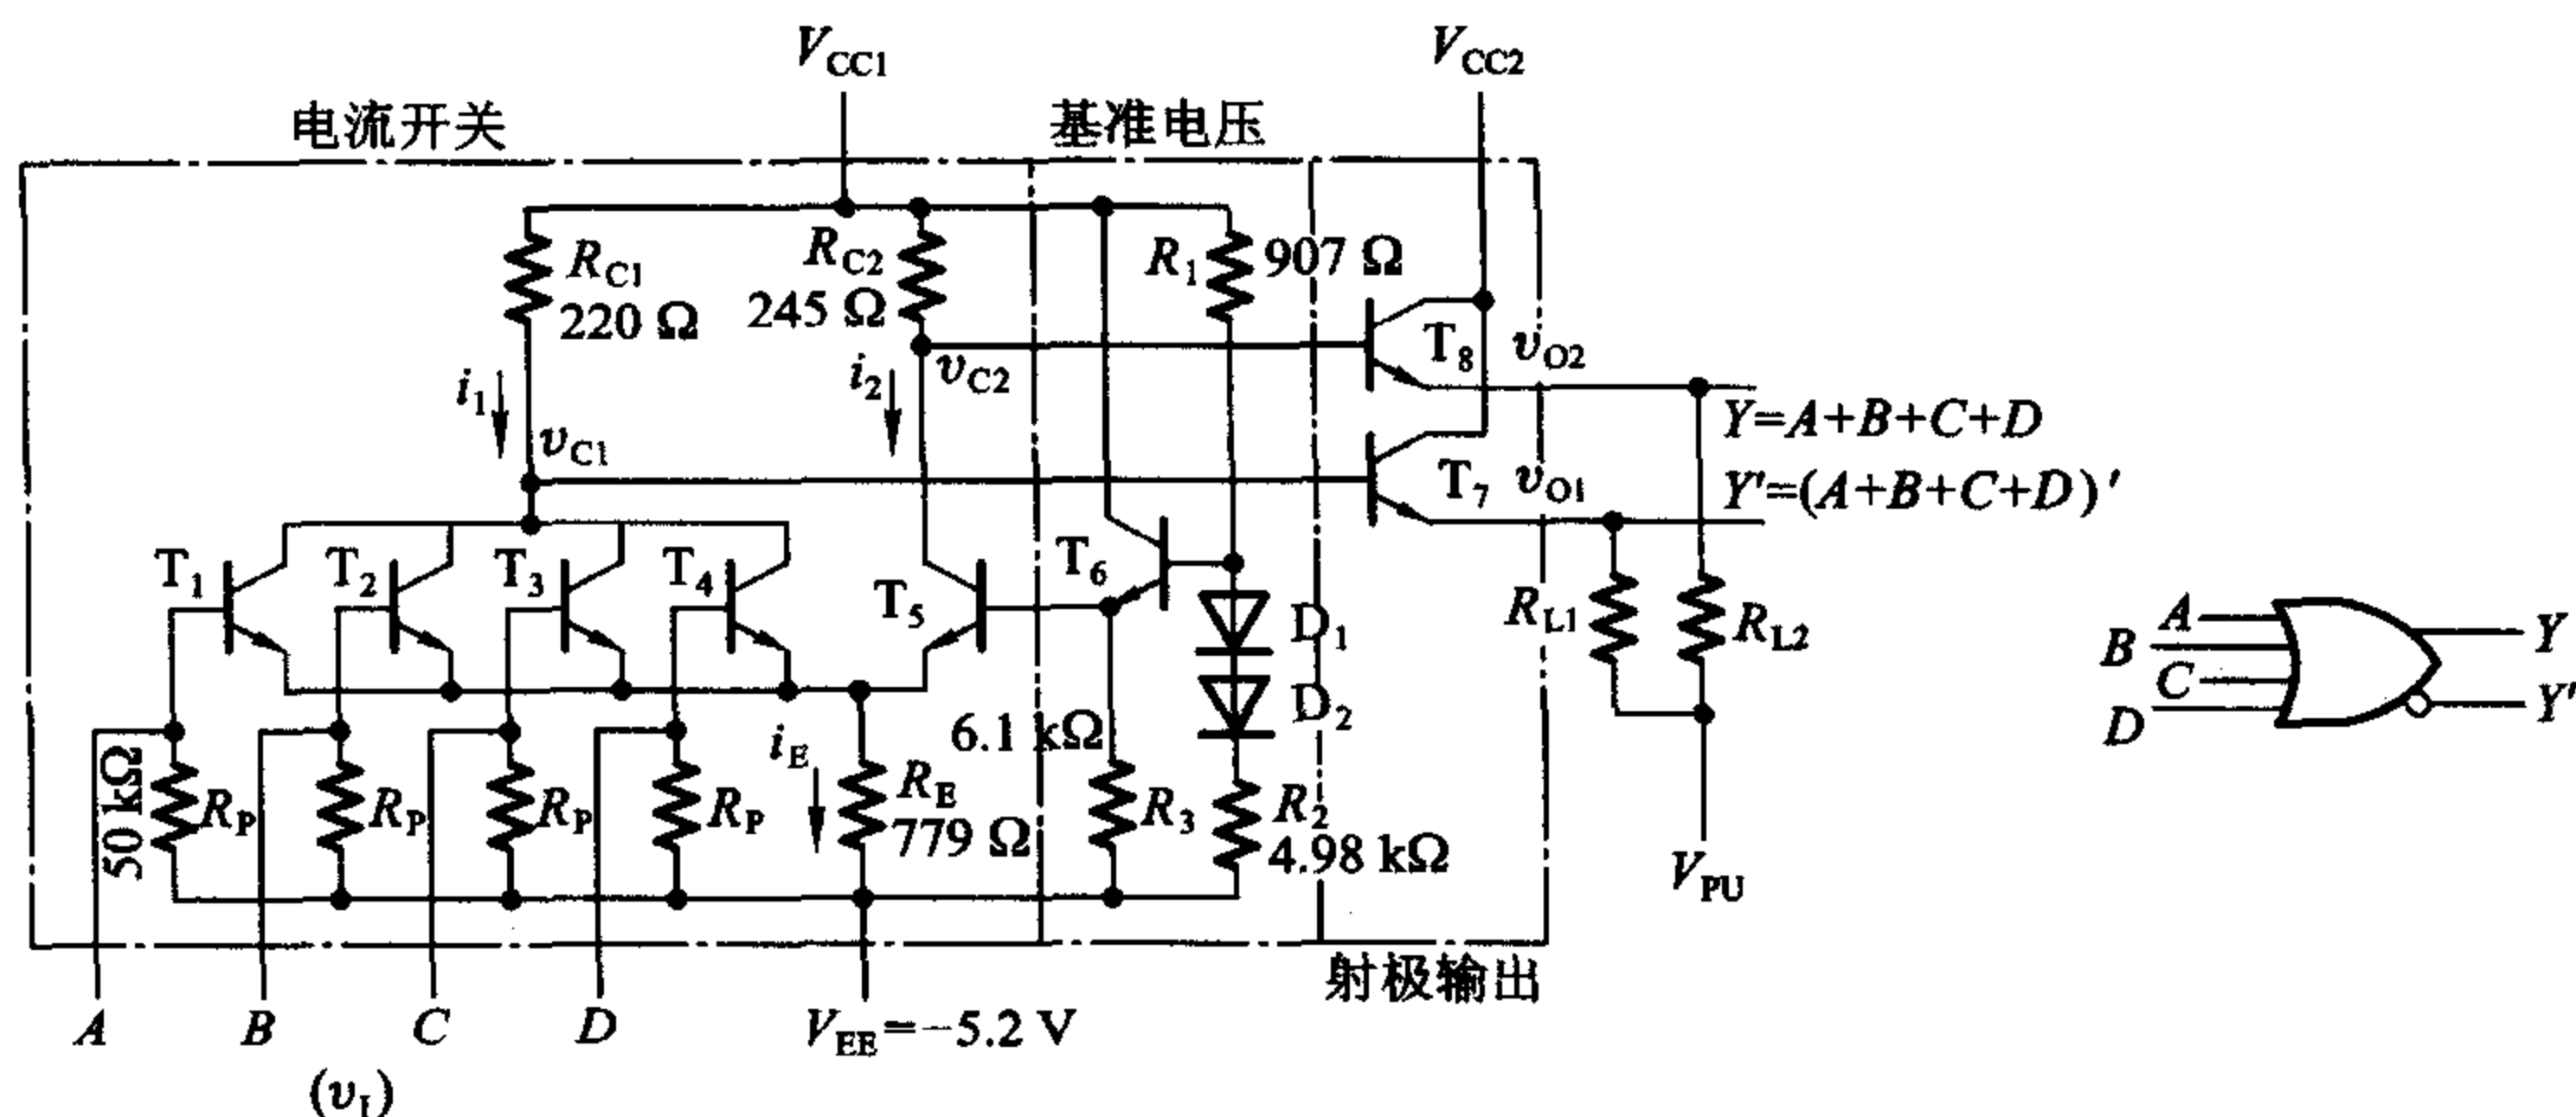 V_CC1
V_CC2
电流开关
基准电压
R_C1
220 Ω
R_C2
245 Ω
R_1
907 Ω
i_1
v_C1
i_2
v_C2
T_8
v_O2
Y=A+B+C+D
T_7
v_O1
Y'=(A+B+C+D)'
T_1
T_2
T_3
T_4
T_5
T_6
D_1
D_2
R_L1
R_L2
A
B
C
D
Y
Y'
50 kΩ
R_P
R_P
R_P
R_P
i_E
R_E
779 Ω
6.1 kΩ
R_3
R_2
4.98 kΩ
V_PU
射极输出
A
B
C
D
V_EE=-5.2 V
(v_I)